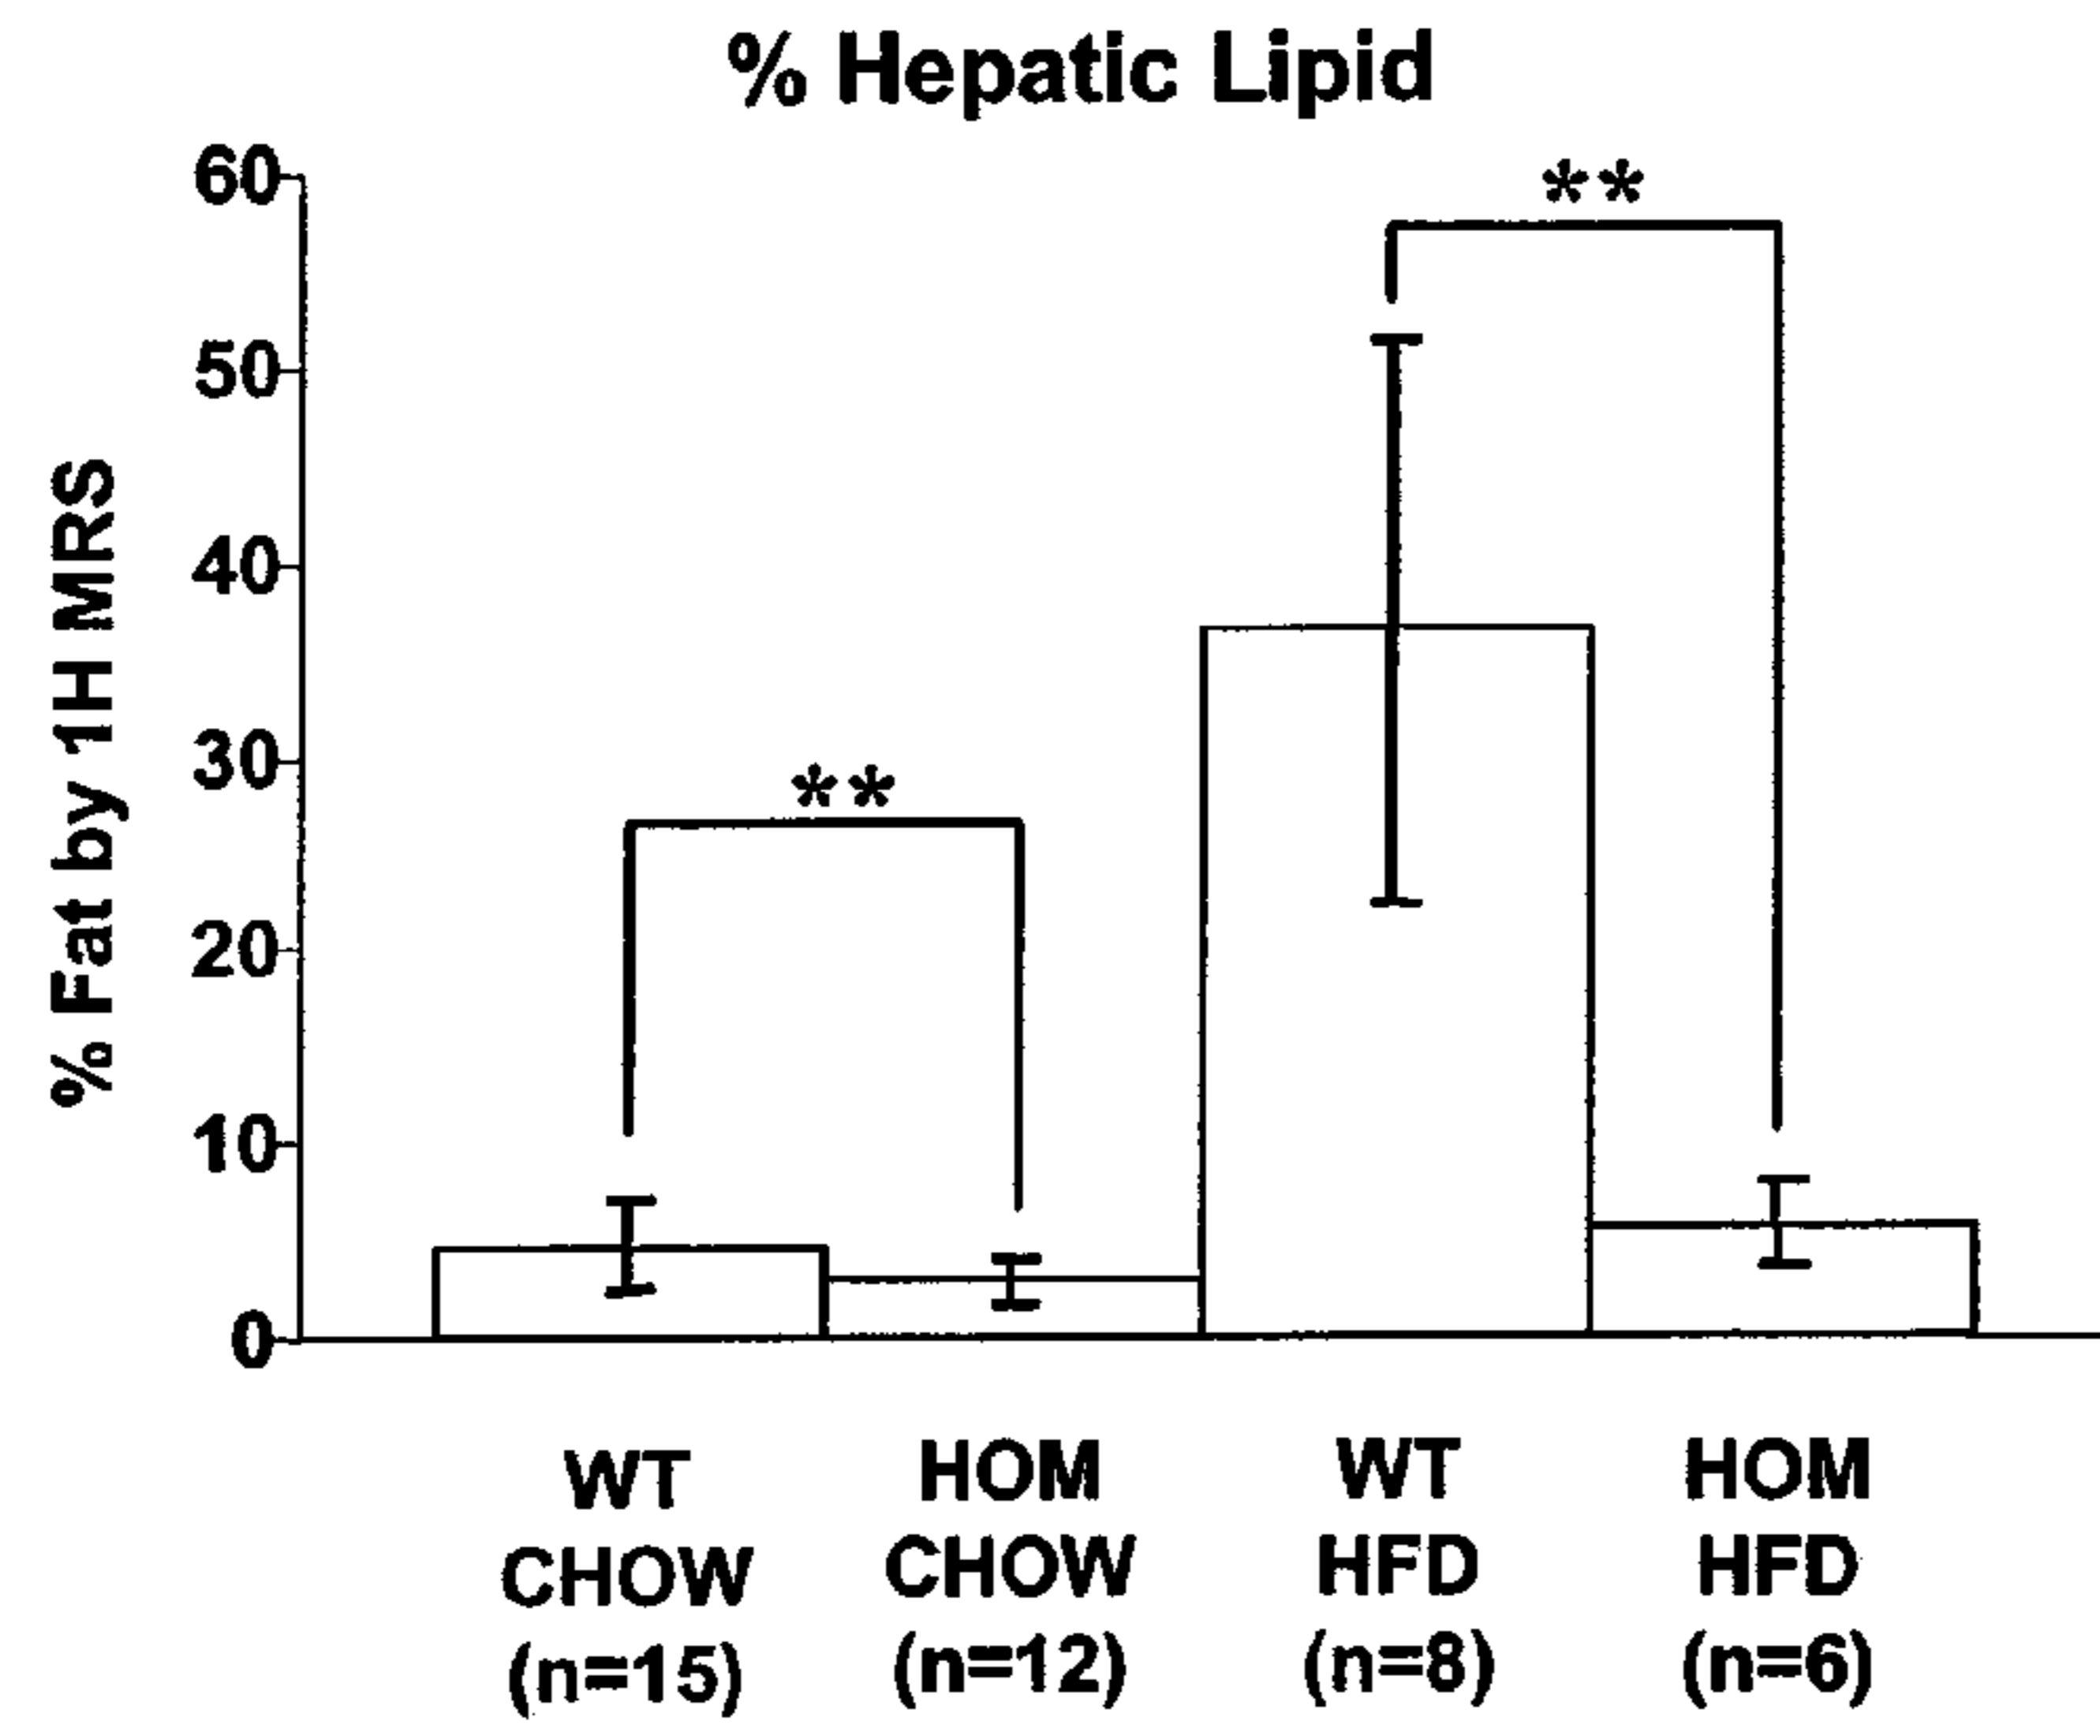 % Hepatic Lipid
% Fat by 1H MRS
60
50
40
30
20
10
0
**
**
WT
CHOW
(n=15)
HOM
CHOW
(n=12)
WT
HFD
(n=8)
HOM
HFD
(n=6)